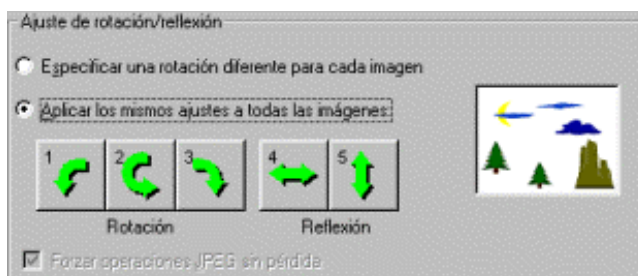 Ajuste de rotación/reflexión
Especificar una rotación diferente para cada imagen
Aplicar los mismos ajustes a todas las imágenes:
1 2 3 4 5
Rotación Reflexión
Forzar operaciones JPEG sin pérdida